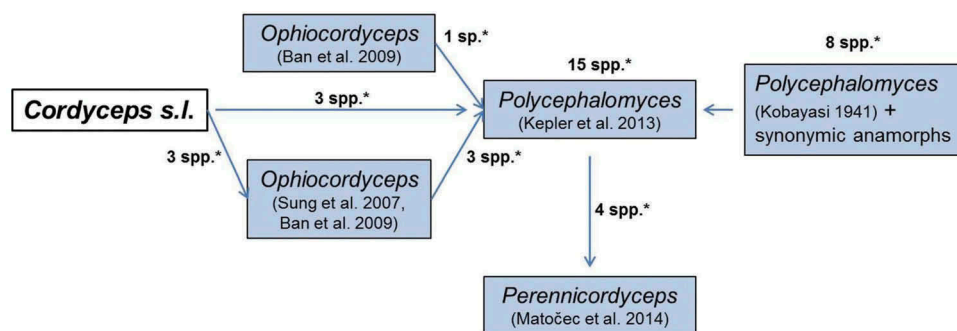 Ophiocordyceps
(Ban et al. 2009)
1 sp.*
15 spp.*
8 spp.*
Cordyceps s.l.
3 spp.*
Polycephalomyces
(Kepler et al. 2013)
Polycephalomyces
(Kobayasi 1941) +
synonymic anamorphs
3 spp.*
Ophiocordyceps
(Sung et al. 2007,
Ban et al. 2009)
3 spp.*
4 spp.*
Perennicordyceps
(Matočec et al. 2014)